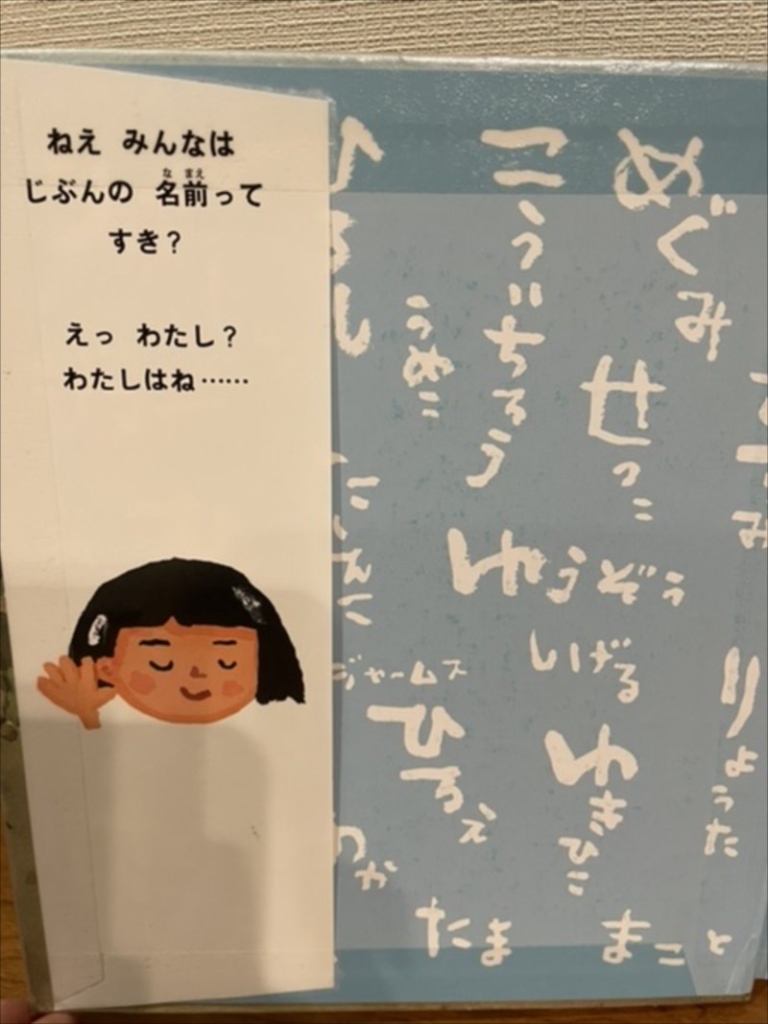 ねえ みんなは
じぶんの 名前って
な まえ
すき?
えっ わたし?
わたしはね……
めぐみ
こういちろう
うめこ
せつこ
ゆうぞう
ジャームス
ひろえ
ゆきひこ
りょうた
たま
まこと